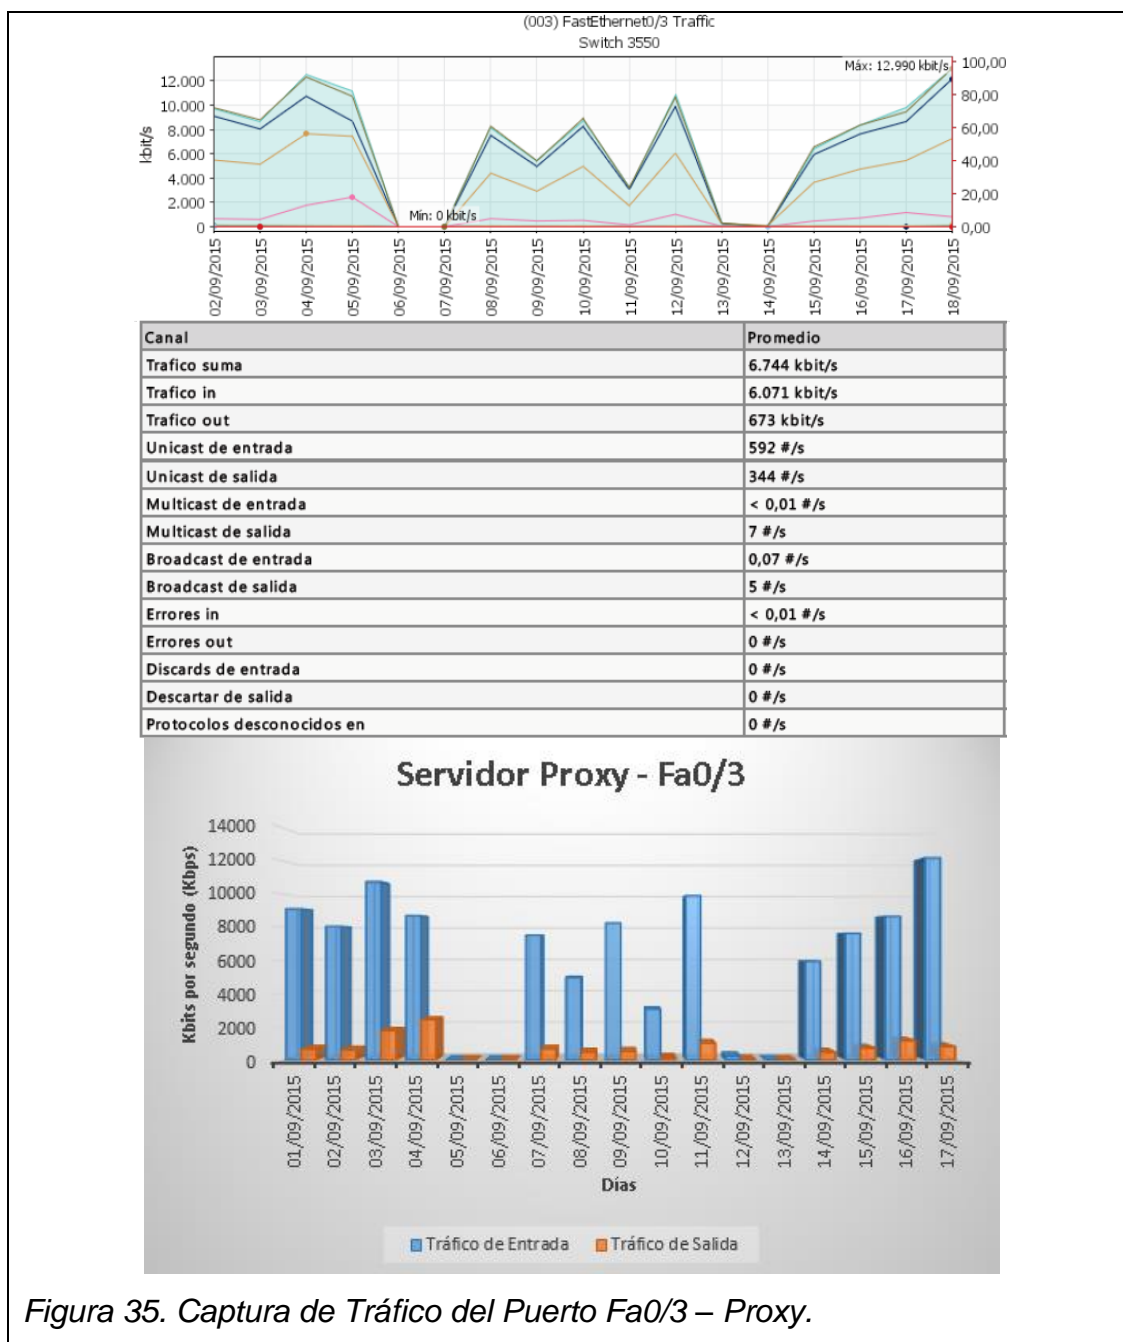 (003) FastEthernet0/3 Traffic
Switch 3550
Máx: 12.990 kbit/s
kbit/s
12.000
10.000
8.000
6.000
4.000
2.000
0
100,00
80,00
60,00
40,00
20,00
0,00
Mín: 0 kbit/s
02/09/2015
03/09/2015
04/09/2015
05/09/2015
06/09/2015
07/09/2015
08/09/2015
09/09/2015
10/09/2015
11/09/2015
12/09/2015
13/09/2015
14/09/2015
15/09/2015
16/09/2015
17/09/2015
18/09/2015
Canal Promedio
Trafico suma 6.744 kbit/s
Trafico in 6.071 kbit/s
Trafico out 673 kbit/s
Unicast de entrada 592 #/s
Unicast de salida 344 #/s
Multicast de entrada < 0,01 #/s
Multicast de salida 7 #/s
Broadcast de entrada 0,07 #/s
Broadcast de salida 5 #/s
Errores in < 0,01 #/s
Errores out 0 #/s
Discards de entrada 0 #/s
Descartar de salida 0 #/s
Protocolos desconocidos en 0 #/s
Servidor Proxy - Fa0/3
Kbits por segundo (Kbps)
14000
12000
10000
8000
6000
4000
2000
0
01/09/2015
02/09/2015
03/09/2015
04/09/2015
05/09/2015
06/09/2015
07/09/2015
08/09/2015
09/09/2015
10/09/2015
11/09/2015
12/09/2015
13/09/2015
14/09/2015
15/09/2015
16/09/2015
17/09/2015
Días
Tráfico de Entrada Tráfico de Salida
Figura 35. Captura de Tráfico del Puerto Fa0/3 – Proxy.